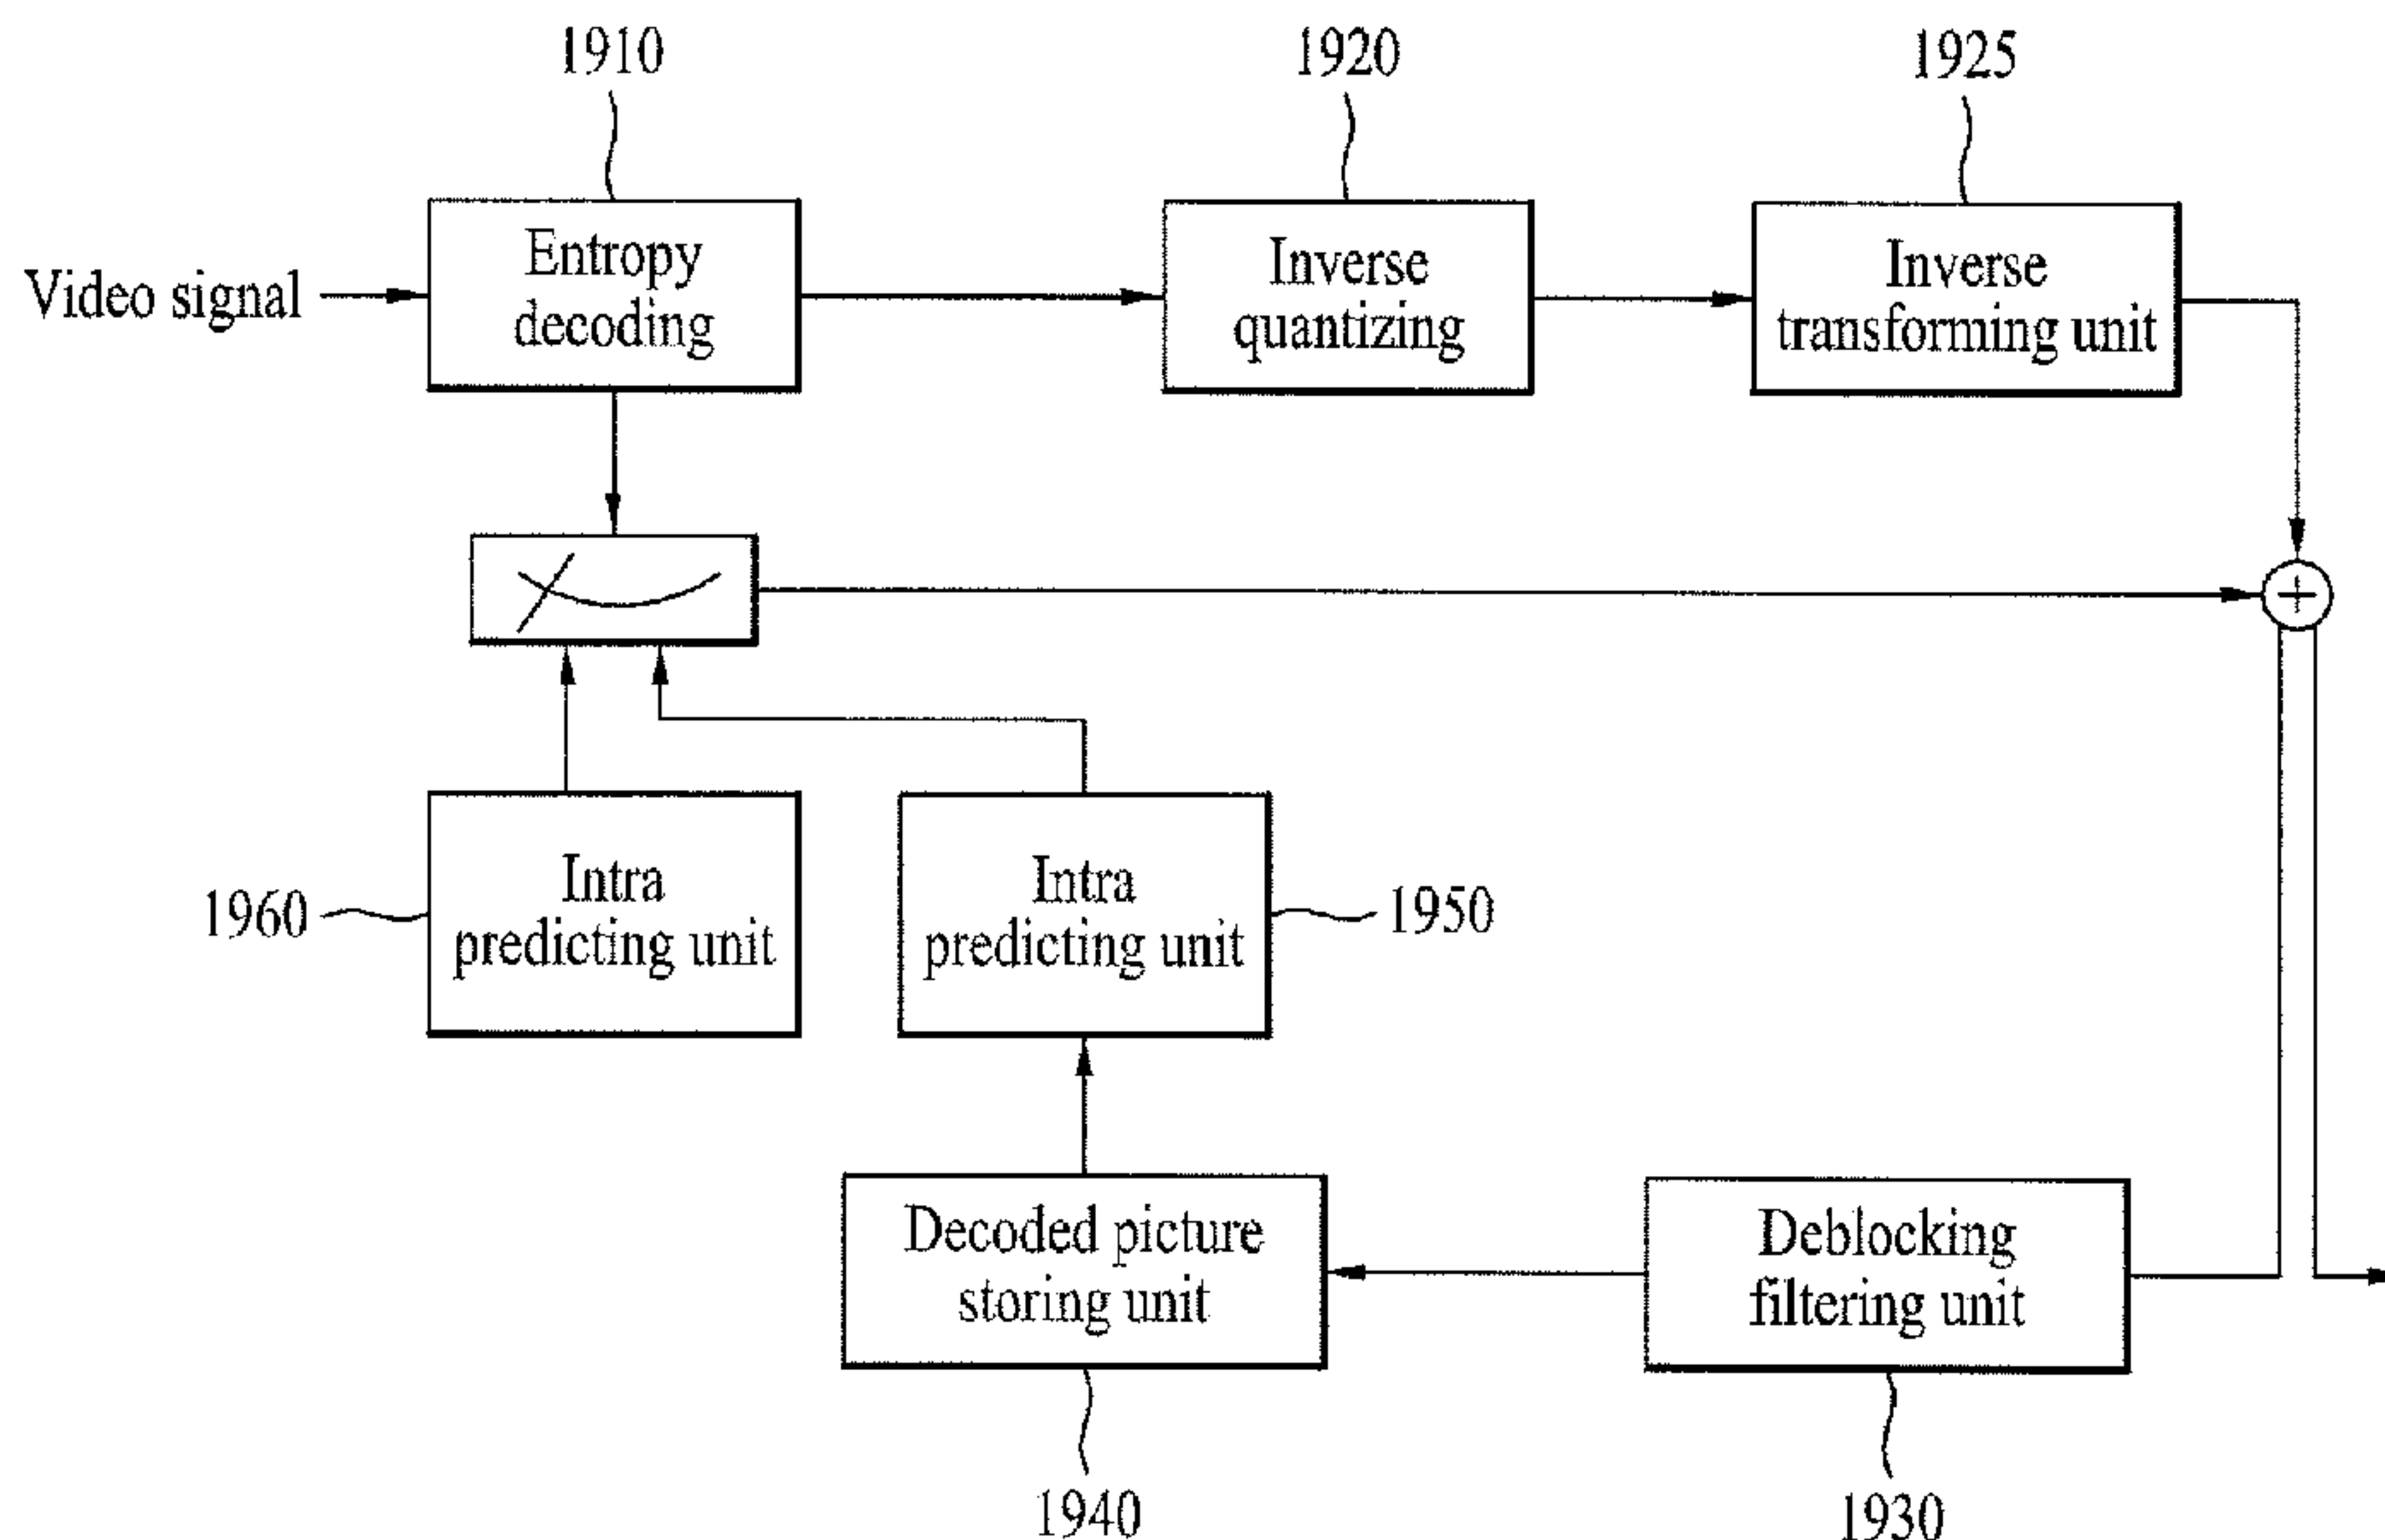 1910
1920
1925
Video signal
Entropy
decoding
Inverse
quantizing
Inverse
transforming unit
+
1960
Intra
predicting unit
Intra
predicting unit
1950
Decoded picture
storing unit
Deblocking
filtering unit
1940
1930